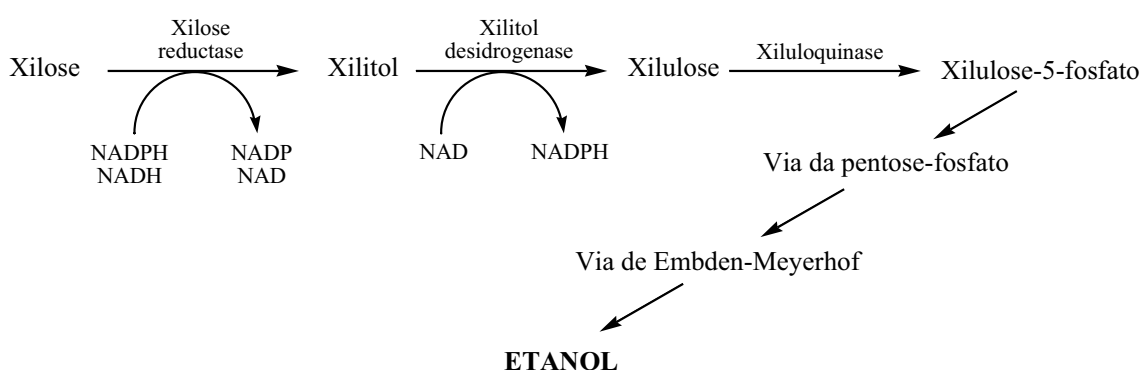 Xilose
Xilose
reductase
NADPH
NADH
NADP
NAD
Xilitol
Xilitol
desidrogenase
NAD
NADPH
Xilulose
Xiluloquinase
Xilulose-5-fosfato
Via da pentose-fosfato
Via de Embden-Meyerhof
ETANOL